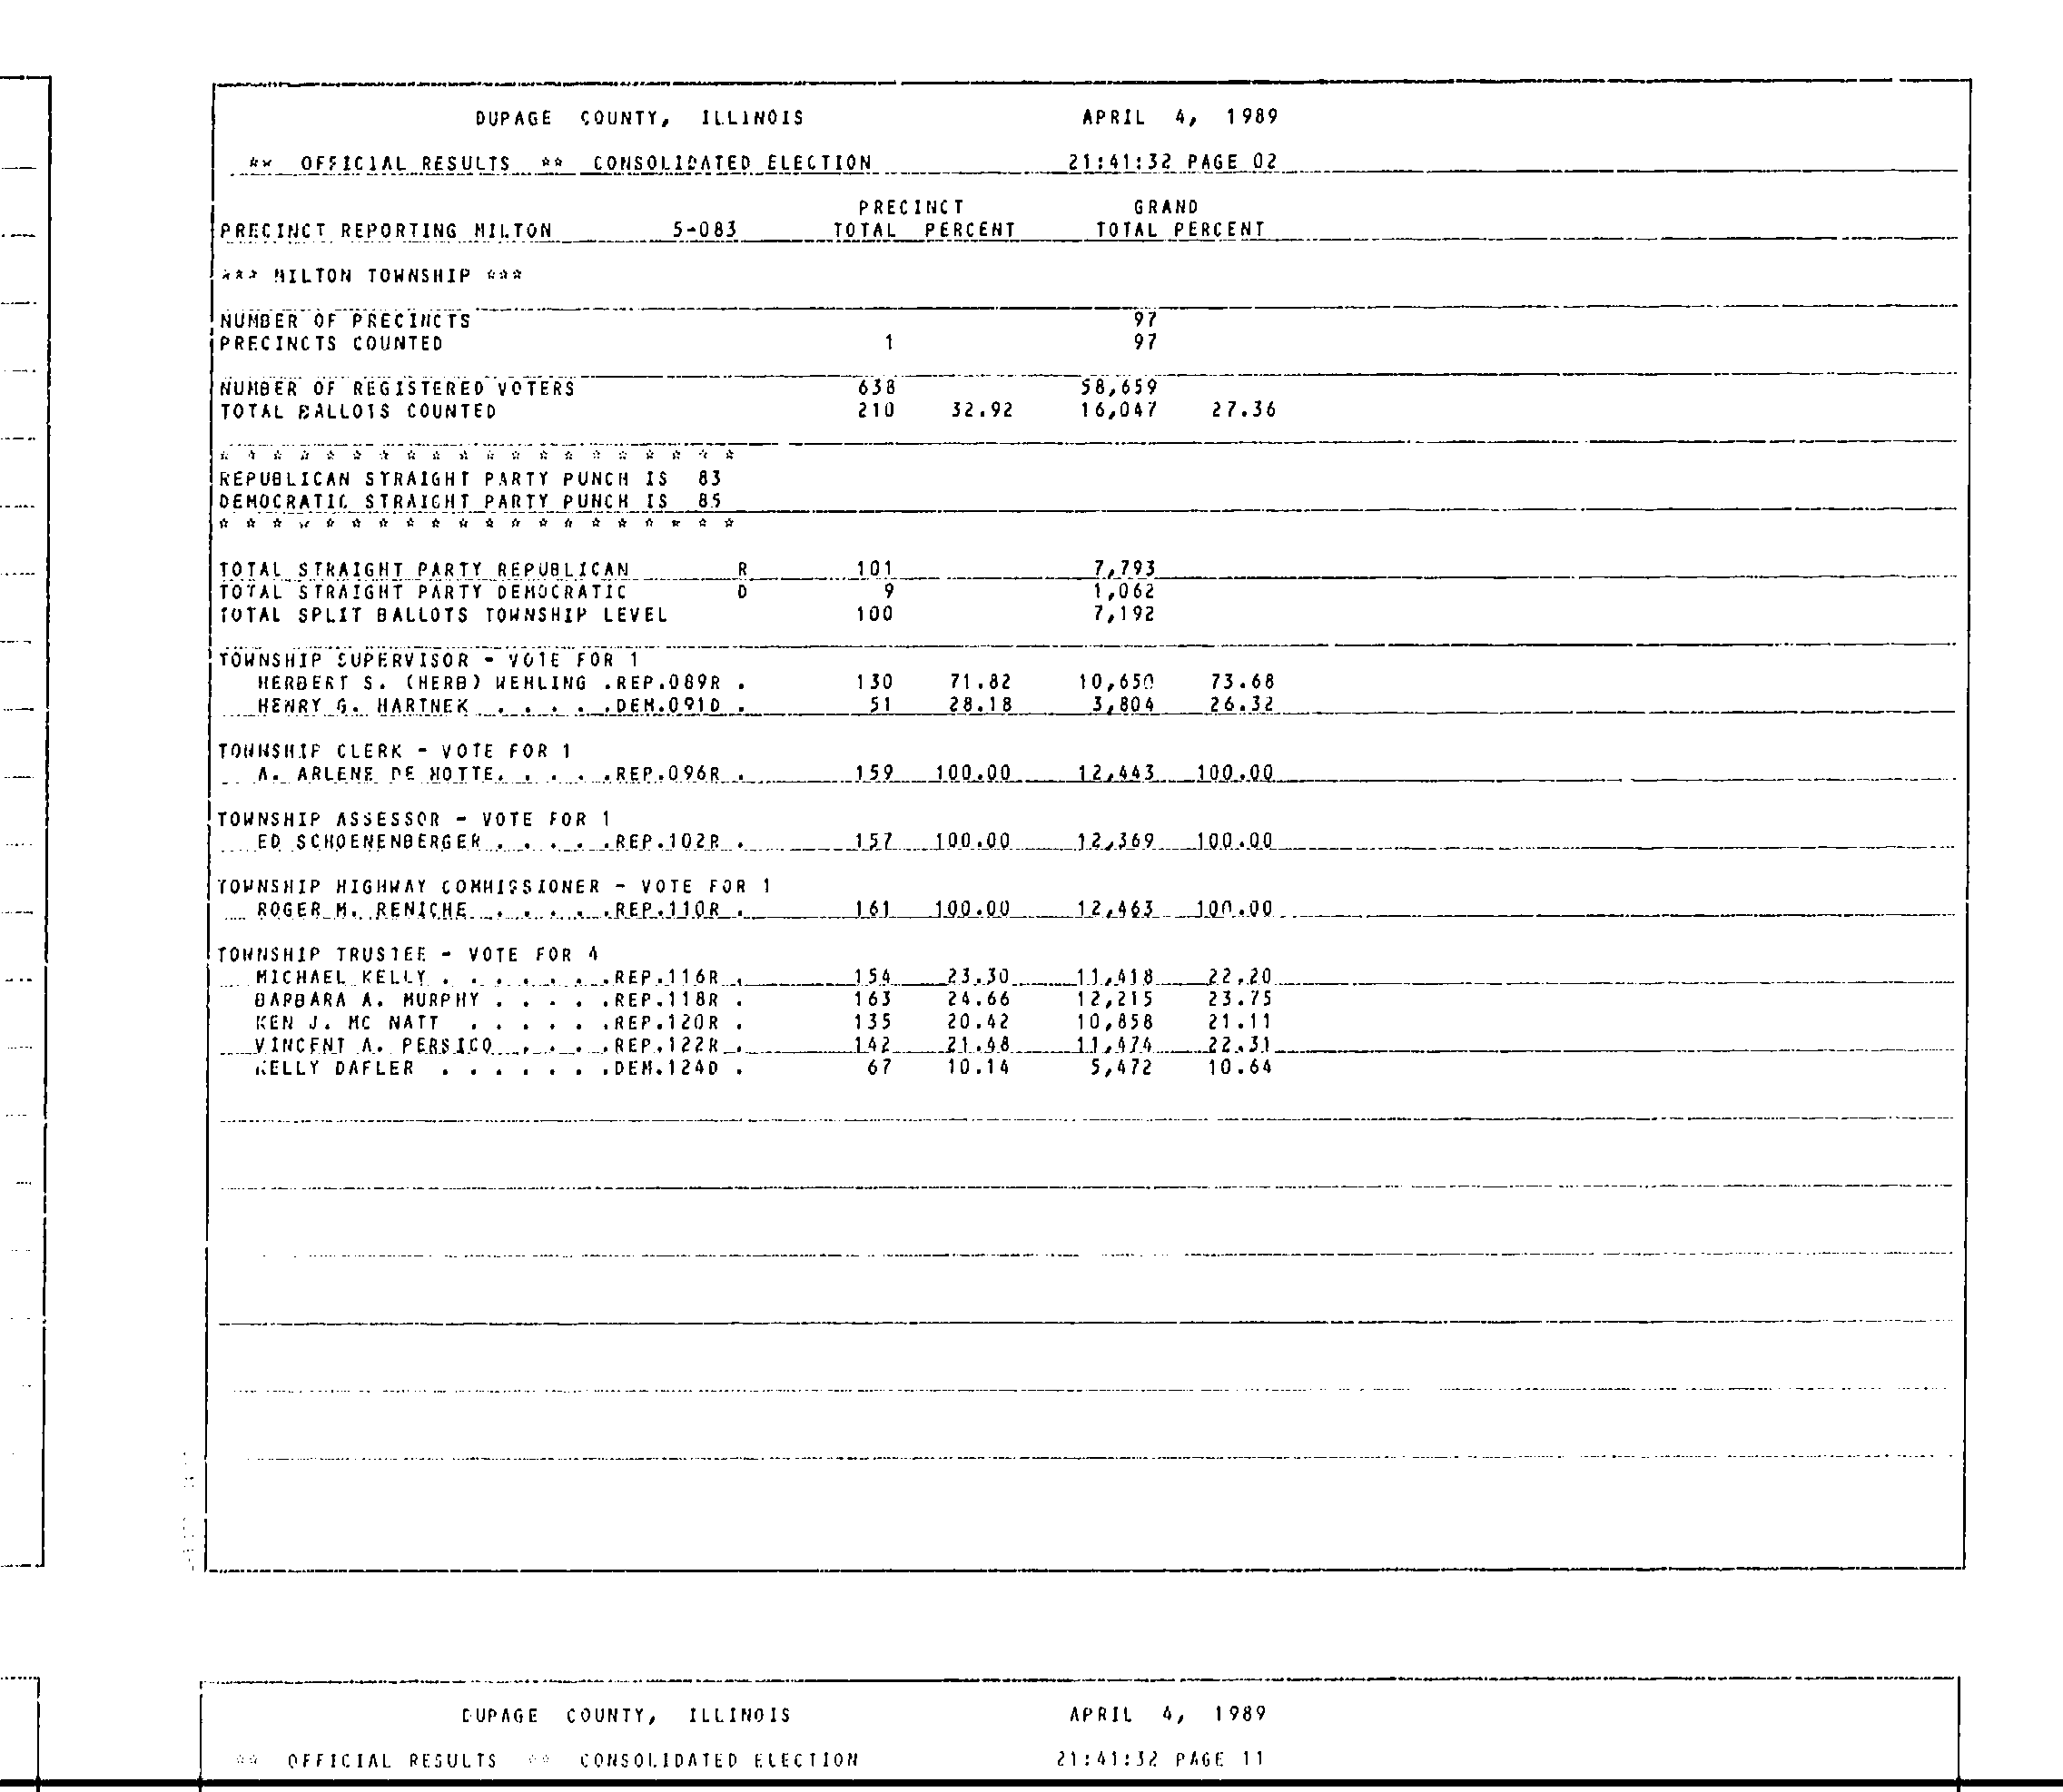 DUPAGE COUNTY, ILLINOIS APRIL 4, 1989
** OFFICIAL RESULTS ** CONSOLIDATED ELECTION 21:41:32 PAGE 02
PRECINCT GRAND
PRECINCT REPORTING MILTON 5-083 TOTAL PERCENT TOTAL PERCENT
*** MILTON TOWNSHIP ***
NUMBER OF PRECINCTS 97
PRECINCTS COUNTED 1 97
NUMBER OF REGISTERED VOTERS 638 58,659
TOTAL BALLOTS COUNTED 210 32.92 16,047 27.36
* * * * * * * * * * * * * * * * * * * *
REPUBLICAN STRAIGHT PARTY PUNCH IS 83
DEMOCRATIC STRAIGHT PARTY PUNCH IS 85
* * * * * * * * * * * * * * * * * * * *
TOTAL STRAIGHT PARTY REPUBLICAN R 101 7,793
TOTAL STRAIGHT PARTY DEMOCRATIC D 9 1,062
TOTAL SPLIT BALLOTS TOWNSHIP LEVEL 100 7,192
TOWNSHIP SUPERVISOR - VOTE FOR 1
HERBERT S. (HERB) WEHLING .REP.089R . 130 71.82 10,650 73.68
HENRY G. HARTNEK . . . . .DEM.091D . 51 28.18 3,804 26.32
TOWNSHIP CLERK - VOTE FOR 1
A. ARLENE DE MOTTE. . . . .REP.096R . 159 100.00 12,443 100.00
TOWNSHIP ASSESSOR - VOTE FOR 1
ED SCHOENENBERGER . . . . .REP.102R . 157 100.00 12,369 100.00
TOWNSHIP HIGHWAY COMMISSIONER - VOTE FOR 1
ROGER M. RENICHE . . . . . .REP.110R . 161 100.00 12,463 100.00
TOWNSHIP TRUSTEE - VOTE FOR 4
MICHAEL KELLY . . . . . . .REP.116R . 154 23.30 11,418 22.20
BARBARA A. MURPHY . . . . .REP.118R . 163 24.66 12,215 23.75
KEN J. MC NATT . . . . . .REP.120R . 135 20.42 10,858 21.11
VINCENT A. PERSICO . . . .REP.122R . 142 21.48 11,474 22.31
KELLY DAFLER . . . . . . .DEM.124D . 67 10.14 5,472 10.64
DUPAGE COUNTY, ILLINOIS APRIL 4, 1989
** OFFICIAL RESULTS ** CONSOLIDATED ELECTION 21:41:32 PAGE 11